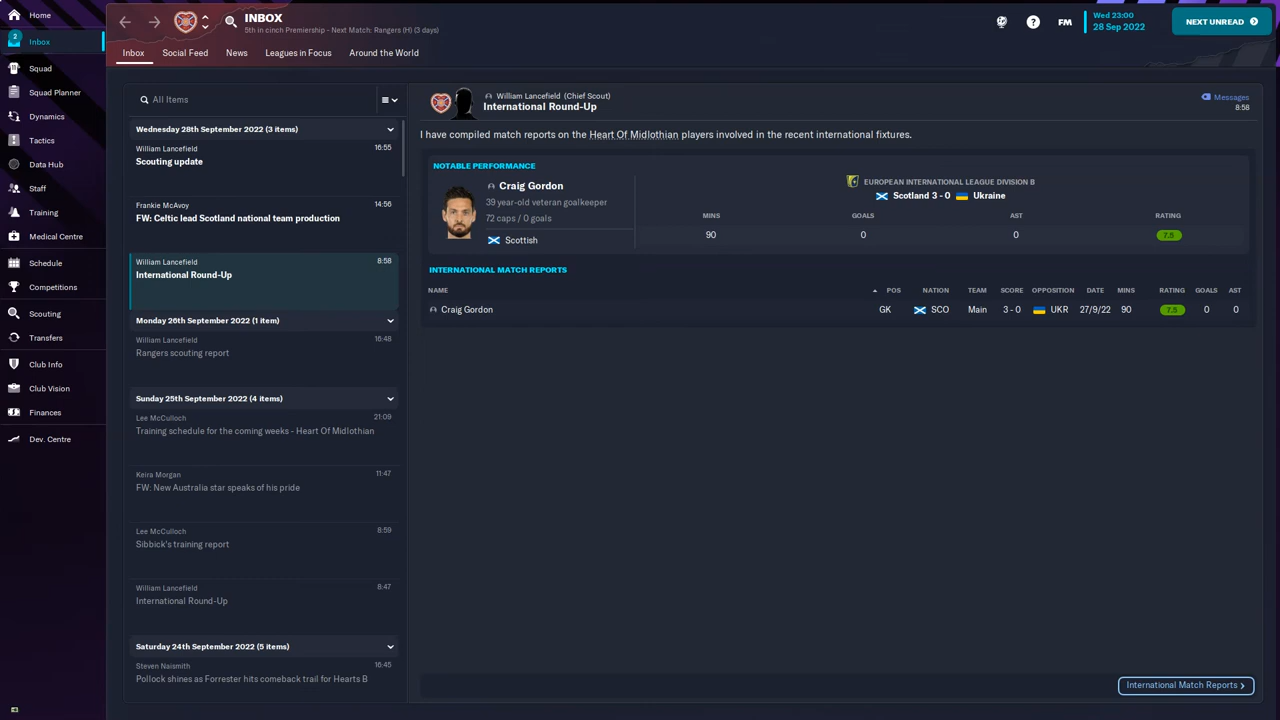 Home
2
Inbox
Squad
Squad Planner
Dynamics
Tactics
Data Hub
Staff
Training
Medical Centre
Schedule
Competitions
Scouting
Transfers
Club Info
Club Vision
Finances
Dev. Centre
INBOX
5th in cinch Premiership - Next Match: Rangers (H) (3 days)
FM
Wed 23:00
28 Sep 2022
NEXT UNREAD
Inbox Social Feed News Leagues in Focus Around the World
All Items
Wednesday 28th September 2022 (3 items)
William Lancefield 16:55
Scouting update
Frankie McAvoy 14:56
FW: Celtic lead Scotland national team production
William Lancefield 8:58
International Round-Up
Monday 26th September 2022 (1 item)
William Lancefield 16:48
Rangers scouting report
Sunday 25th September 2022 (4 items)
Lee McCulloch 21:09
Training schedule for the coming weeks - Heart Of Midlothian
Keira Morgan 11:47
FW: New Australia star speaks of his pride
Lee McCulloch 8:59
Sibbick's training report
William Lancefield 8:47
International Round-Up
Saturday 24th September 2022 (5 items)
Steven Naismith 16:45
Pollock shines as Forrester hits comeback trail for Hearts B
William Lancefield (Chief Scout)
International Round-Up
Messages
8:58
I have compiled match reports on the Heart Of Midlothian players involved in the recent international fixtures.
NOTABLE PERFORMANCE
Craig Gordon
39 year-old veteran goalkeeper
72 caps / 0 goals
Scottish
EUROPEAN INTERNATIONAL LEAGUE DIVISION B
Scotland 3 - 0 Ukraine
MINS GOALS AST RATING
90 0 0 7.5
INTERNATIONAL MATCH REPORTS
NAME POS NATION TEAM SCORE OPPOSITION DATE MINS RATING GOALS AST
Craig Gordon GK SCO Main 3 - 0 UKR 27/9/22 90 7.5 0 0
International Match Reports